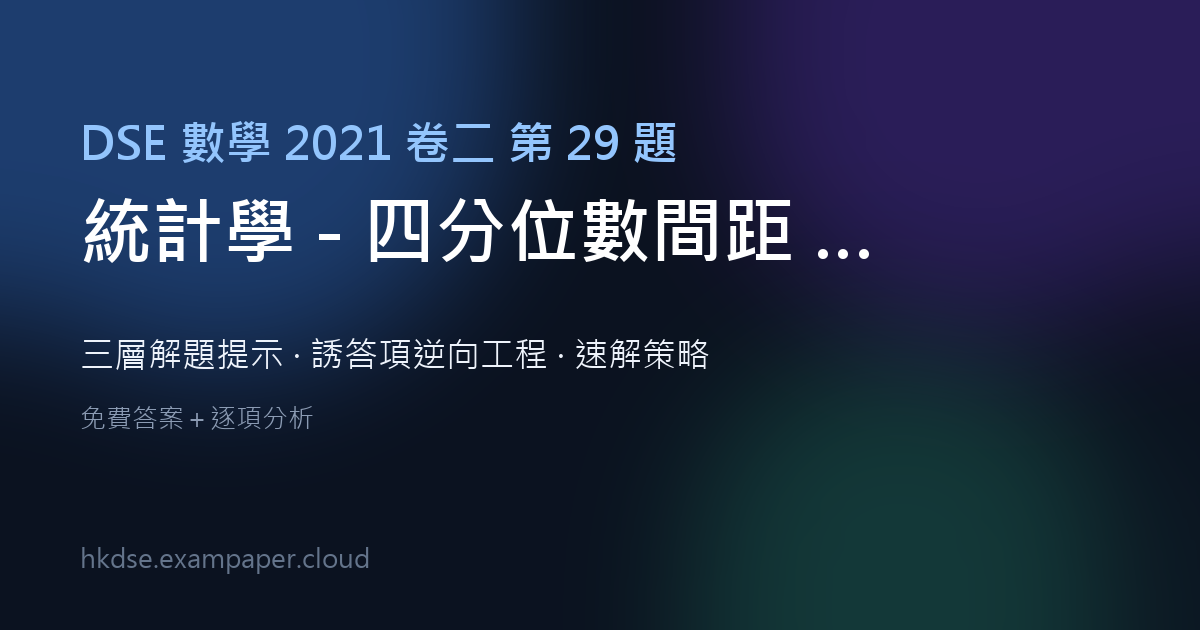 DSE 數學 2021 卷二 第 29 題
統計學 - 四分位數間距 ...
三層解題提示 · 誘答項逆向工程 · 速解策略
免費答案 + 逐項分析
hkdse.exampaper.cloud